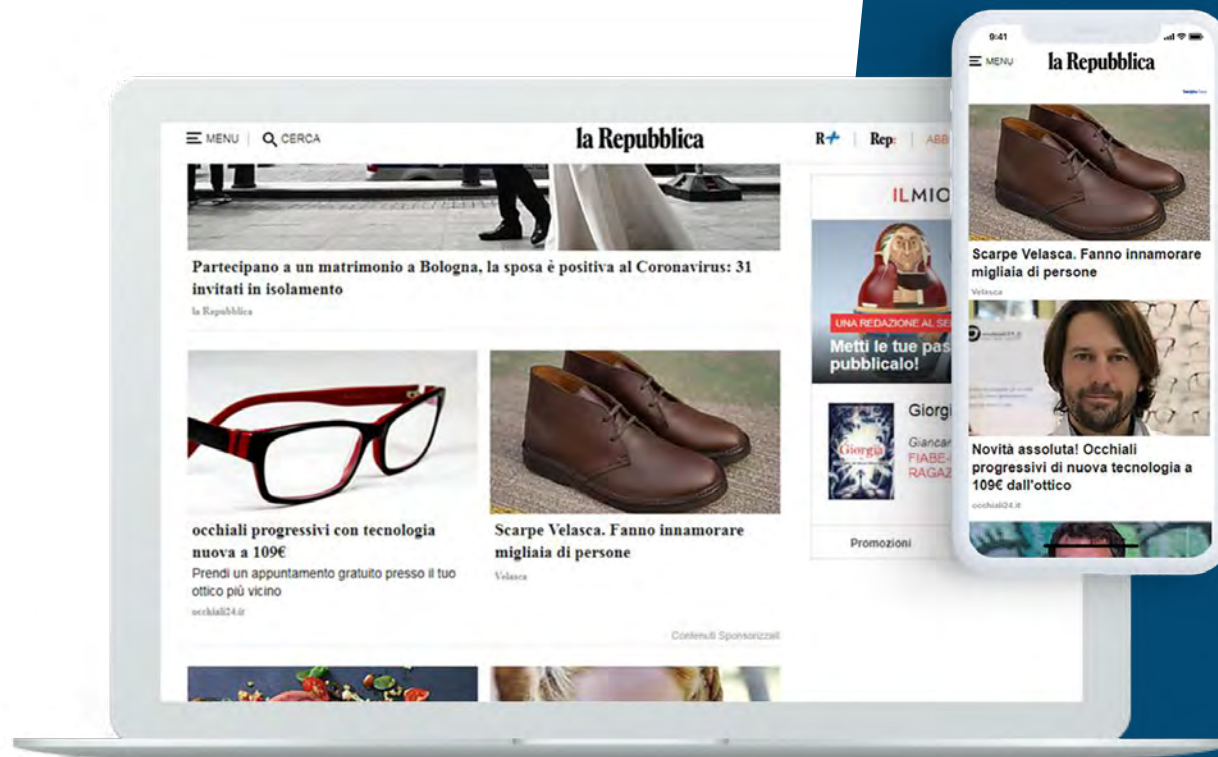 MENU
CERCA
la Repubblica
R+
Rep:
ABB
Partecipano a un matrimonio a Bologna, la sposa è positiva al Coronavirus: 31
invitati in isolamento
la Repubblica
occhiali progressivi con tecnologia
nuova a 109€
Prendi un appuntamento gratuito presso il tuo
ottico più vicino
occhiali24.it
Scarpe Velasca. Fanno innamorare
migliaia di persone
Velasca
Contenuti Sponsorizzati
ILMIO
UNA REDAZIONE AL SE
Metti le tue pas
pubblicalo!
Giorgia
Giorgi
Giancar
FIABE-
RAGAZ
Promozioni
9:41
MENU
la Repubblica
Scarpe Velasca. Fanno innamorare
migliaia di persone
Velasca
Novità assoluta! Occhiali
progressivi di nuova tecnologia a
109€ dall'ottico
occhiali24.it